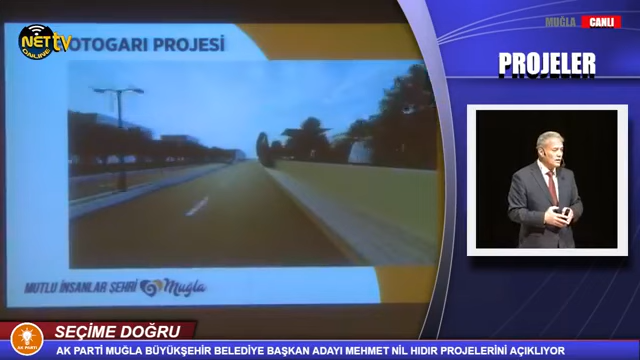 NET tv
ONLINE
OTOGARI PROJESİ
MUĞLA CANLI
PROJELER
MUTLU İNSANLAR ŞEHRİ Muğla
AK PARTİ
SEÇİME DOĞRU
AK PARTİ MUĞLA BÜYÜKŞEHİR BELEDİYE BAŞKAN ADAYI MEHMET NİL HIDIR PROJELERİNİ AÇIKLIYOR